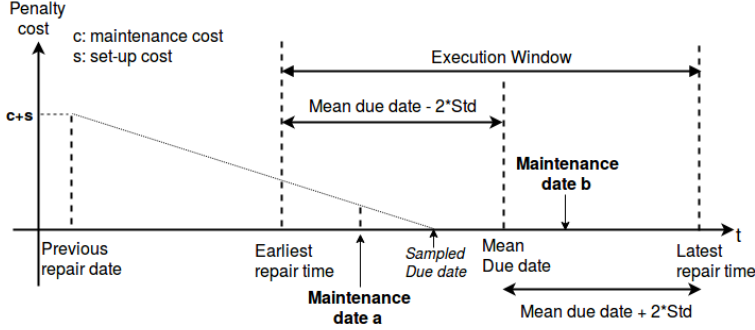 Penalty
cost
c: maintenance cost
s: set-up cost
Execution Window
Mean due date - 2*Std
c+s
Maintenance
date b
t
Previous
repair date
Earliest
repair time
Sampled
Due date
Mean
Due date
Latest
repair time
Maintenance
date a
Mean due date + 2*Std